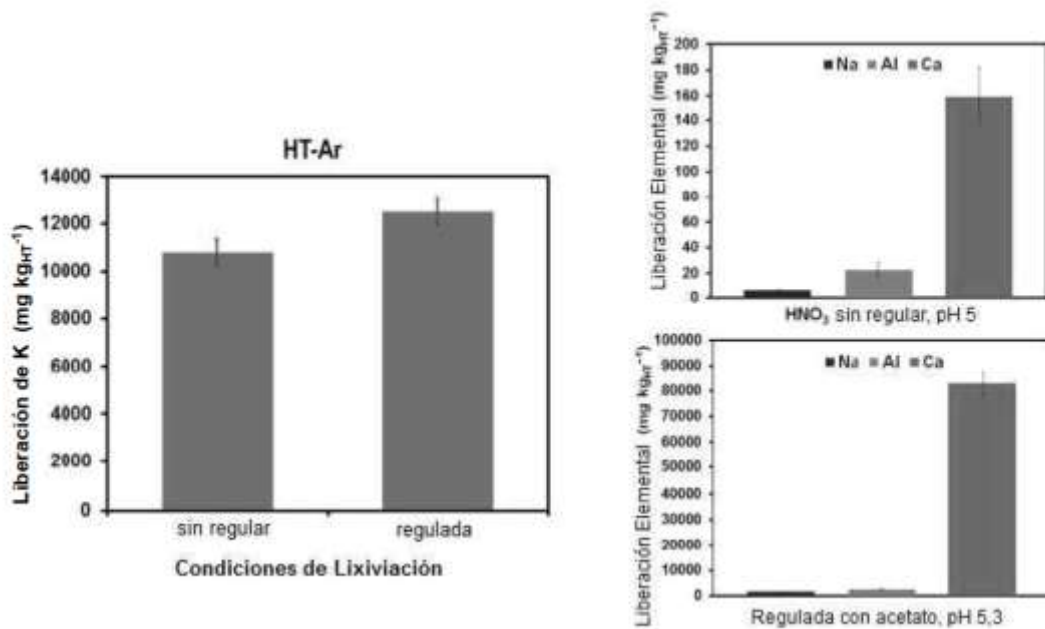 HT-Ar
Liberación de K (mg kgHT⁻¹)
14000
12000
10000
8000
6000
4000
2000
0
sin regular
regulada
Condiciones de Lixiviación
Liberación Elemental (mg kgHT⁻¹)
200
180
160
140
120
100
80
60
40
20
0
Na Al Ca
HNO₃ sin regular, pH 5
Liberación Elemental (mg kgHT⁻¹)
100000
90000
80000
70000
60000
50000
40000
30000
20000
10000
0
Na Al Ca
Regulada con acetato, pH 5,3